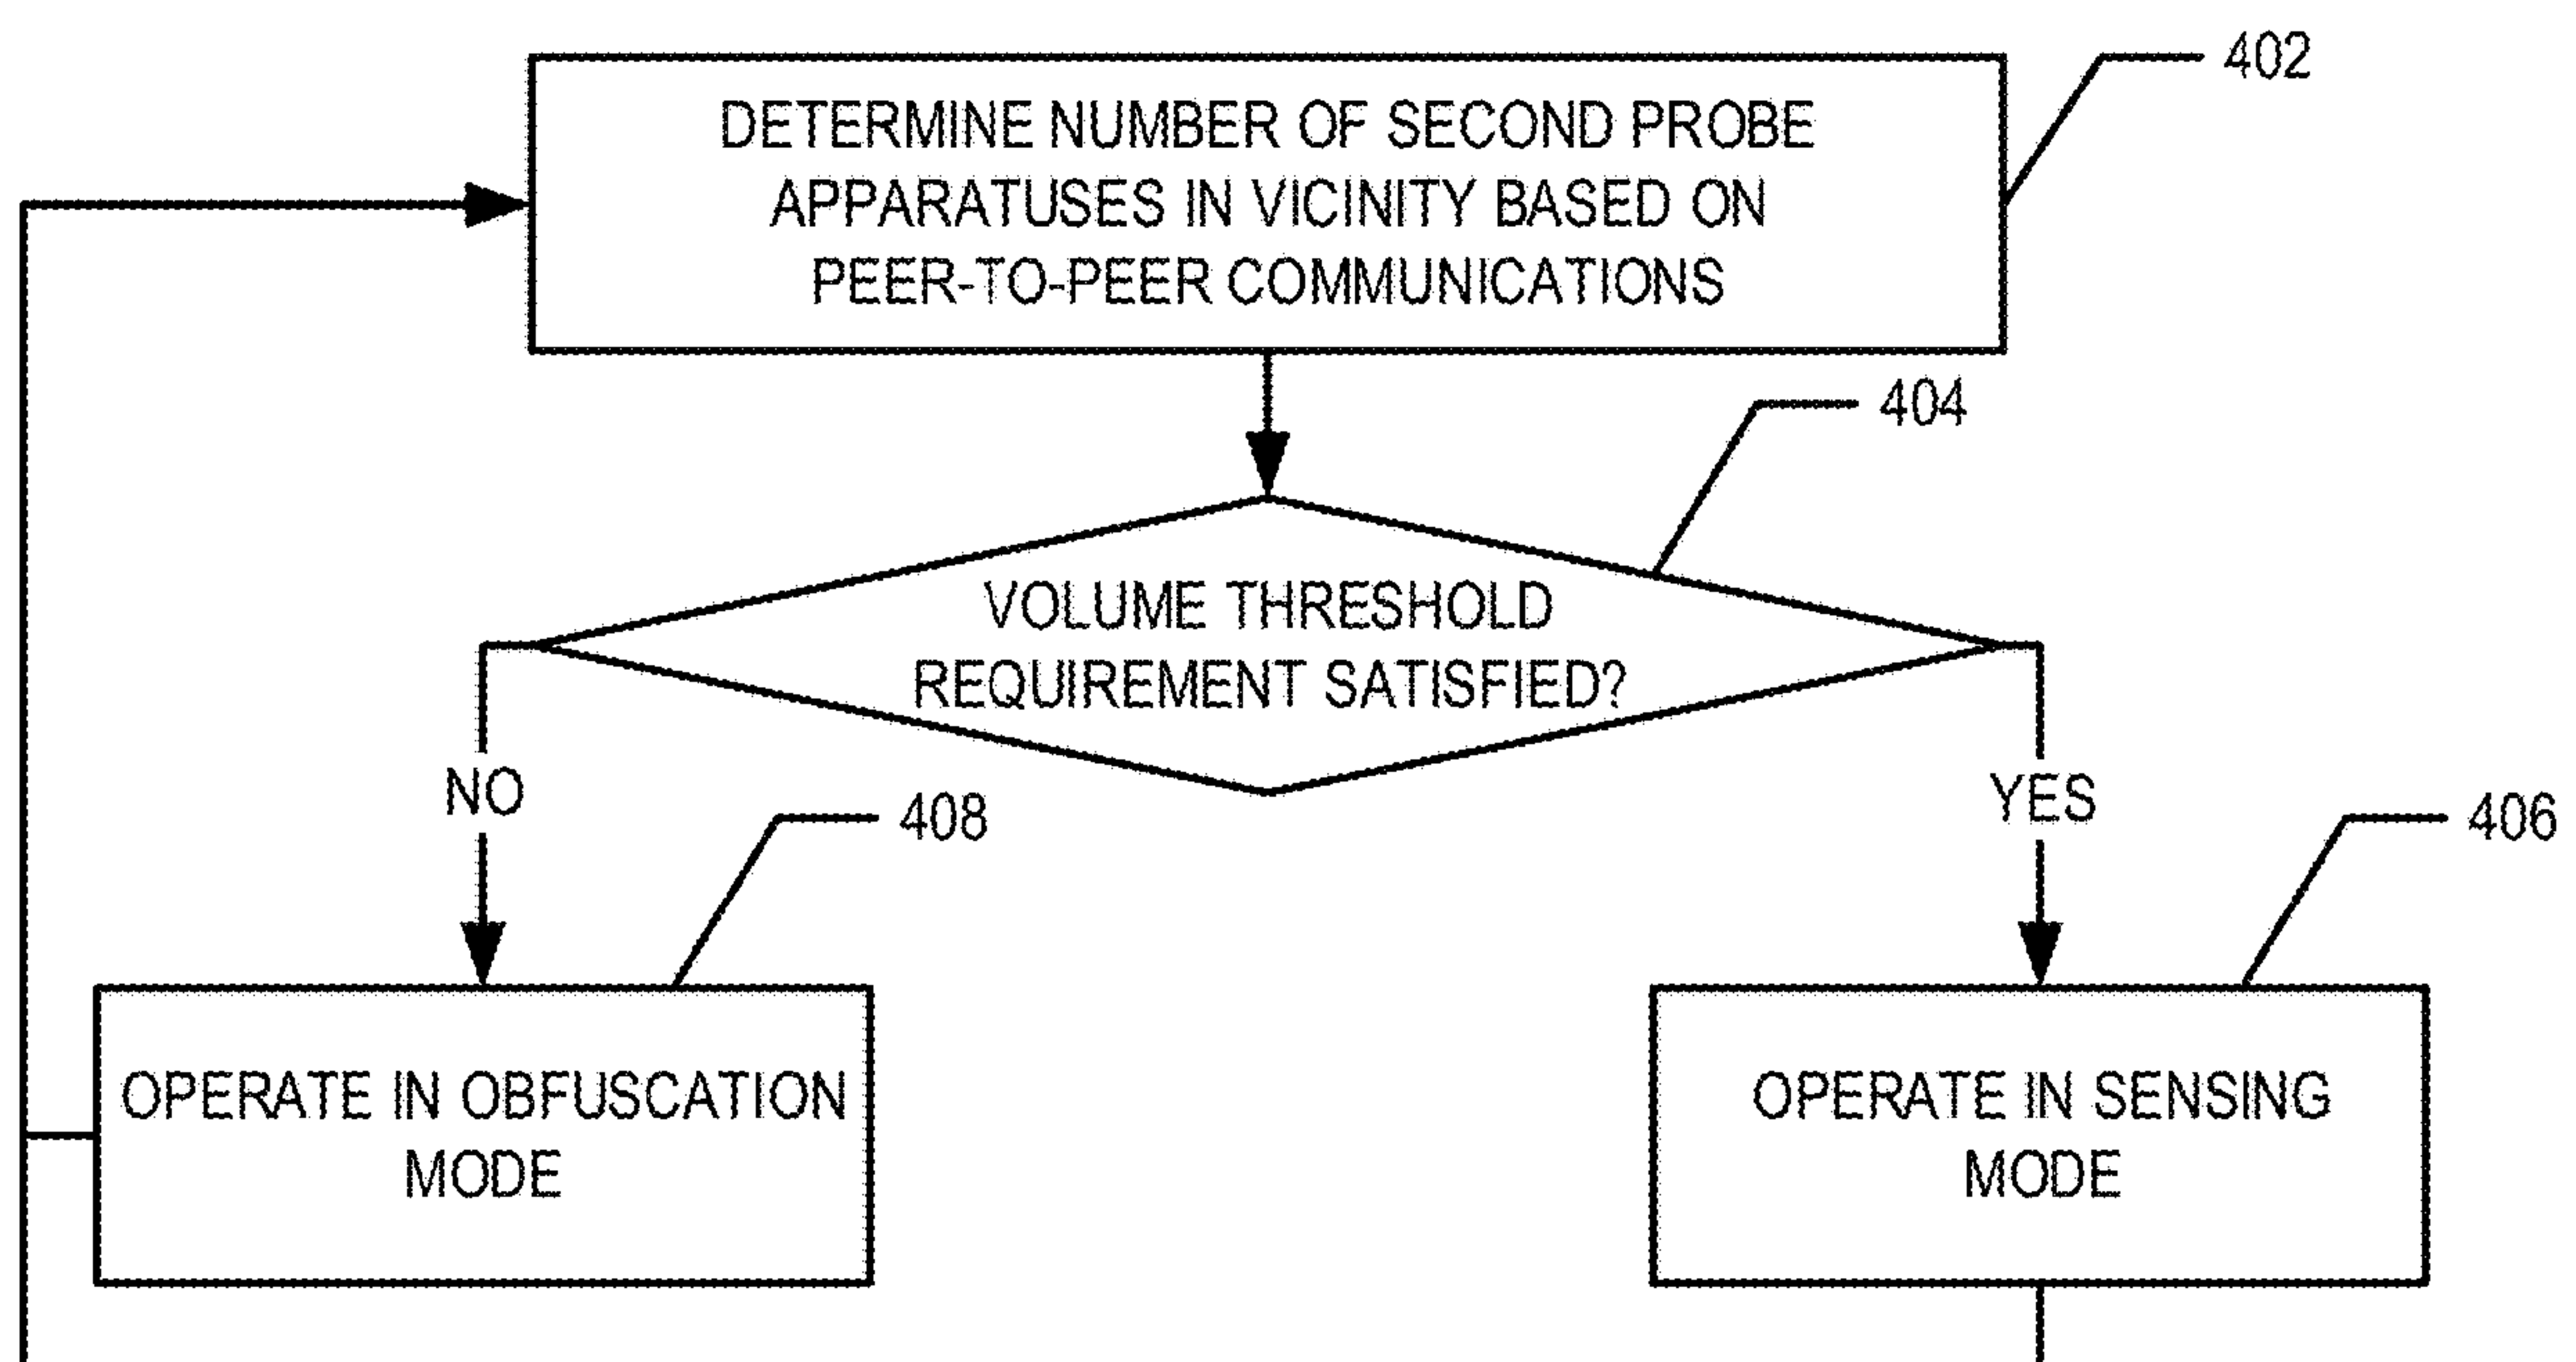 402
DETERMINE NUMBER OF SECOND PROBE
APPARATUSES IN VICINITY BASED ON
PEER-TO-PEER COMMUNICATIONS
404
VOLUME THRESHOLD
REQUIREMENT SATISFIED?
NO
YES
408
406
OPERATE IN OBFUSCATION
MODE
OPERATE IN SENSING
MODE